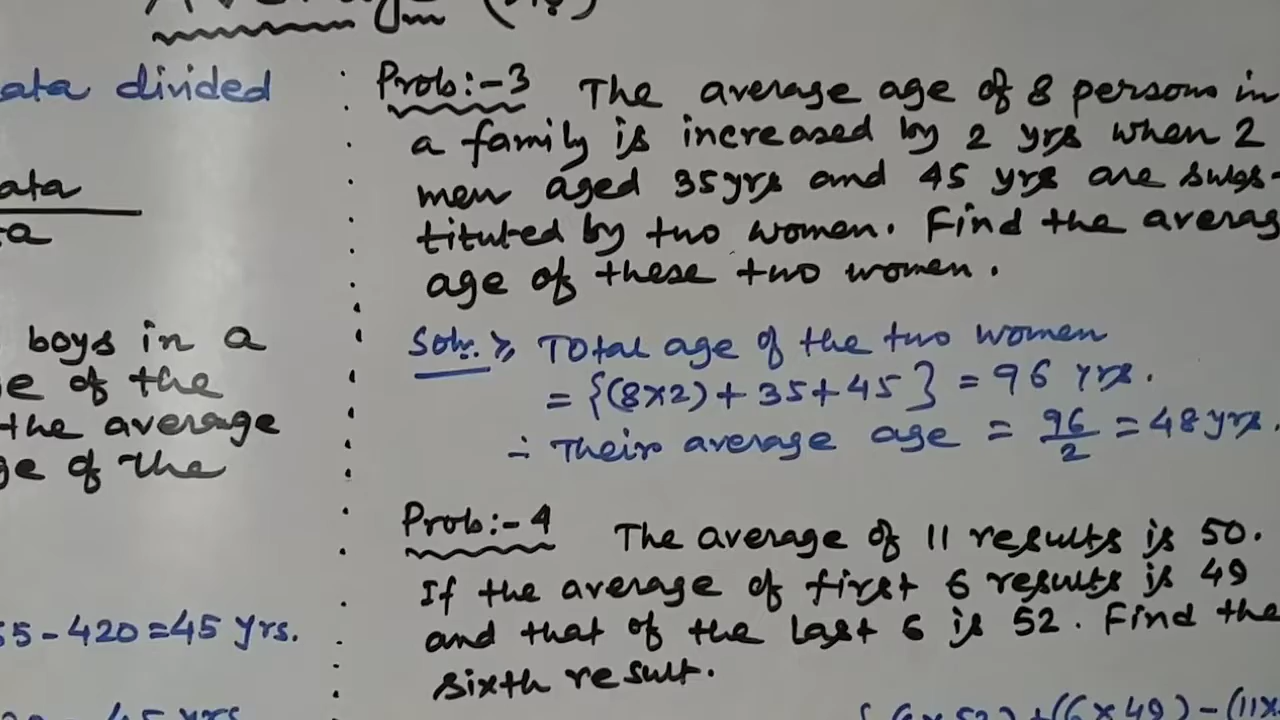 ata divided
ata
a
boys in a
e of the
the average
ge of the
55-420=45 yrs.
Prob:-3 The average age of 8 persons in
a family is increased by 2 yrs when 2
men aged 35yrs and 45 yrs are subs-
tituted by two women. Find the averag
age of these two women.
Soln. Total age of the two women
= {(8x2)+35+45} = 96 yrs.
∴ Their average age = 96/2 = 48 yrs.
Prob:-4 The average of 11 results is 50.
If the average of first 6 results is 49
and that of the last 6 is 52. Find the
sixth result.